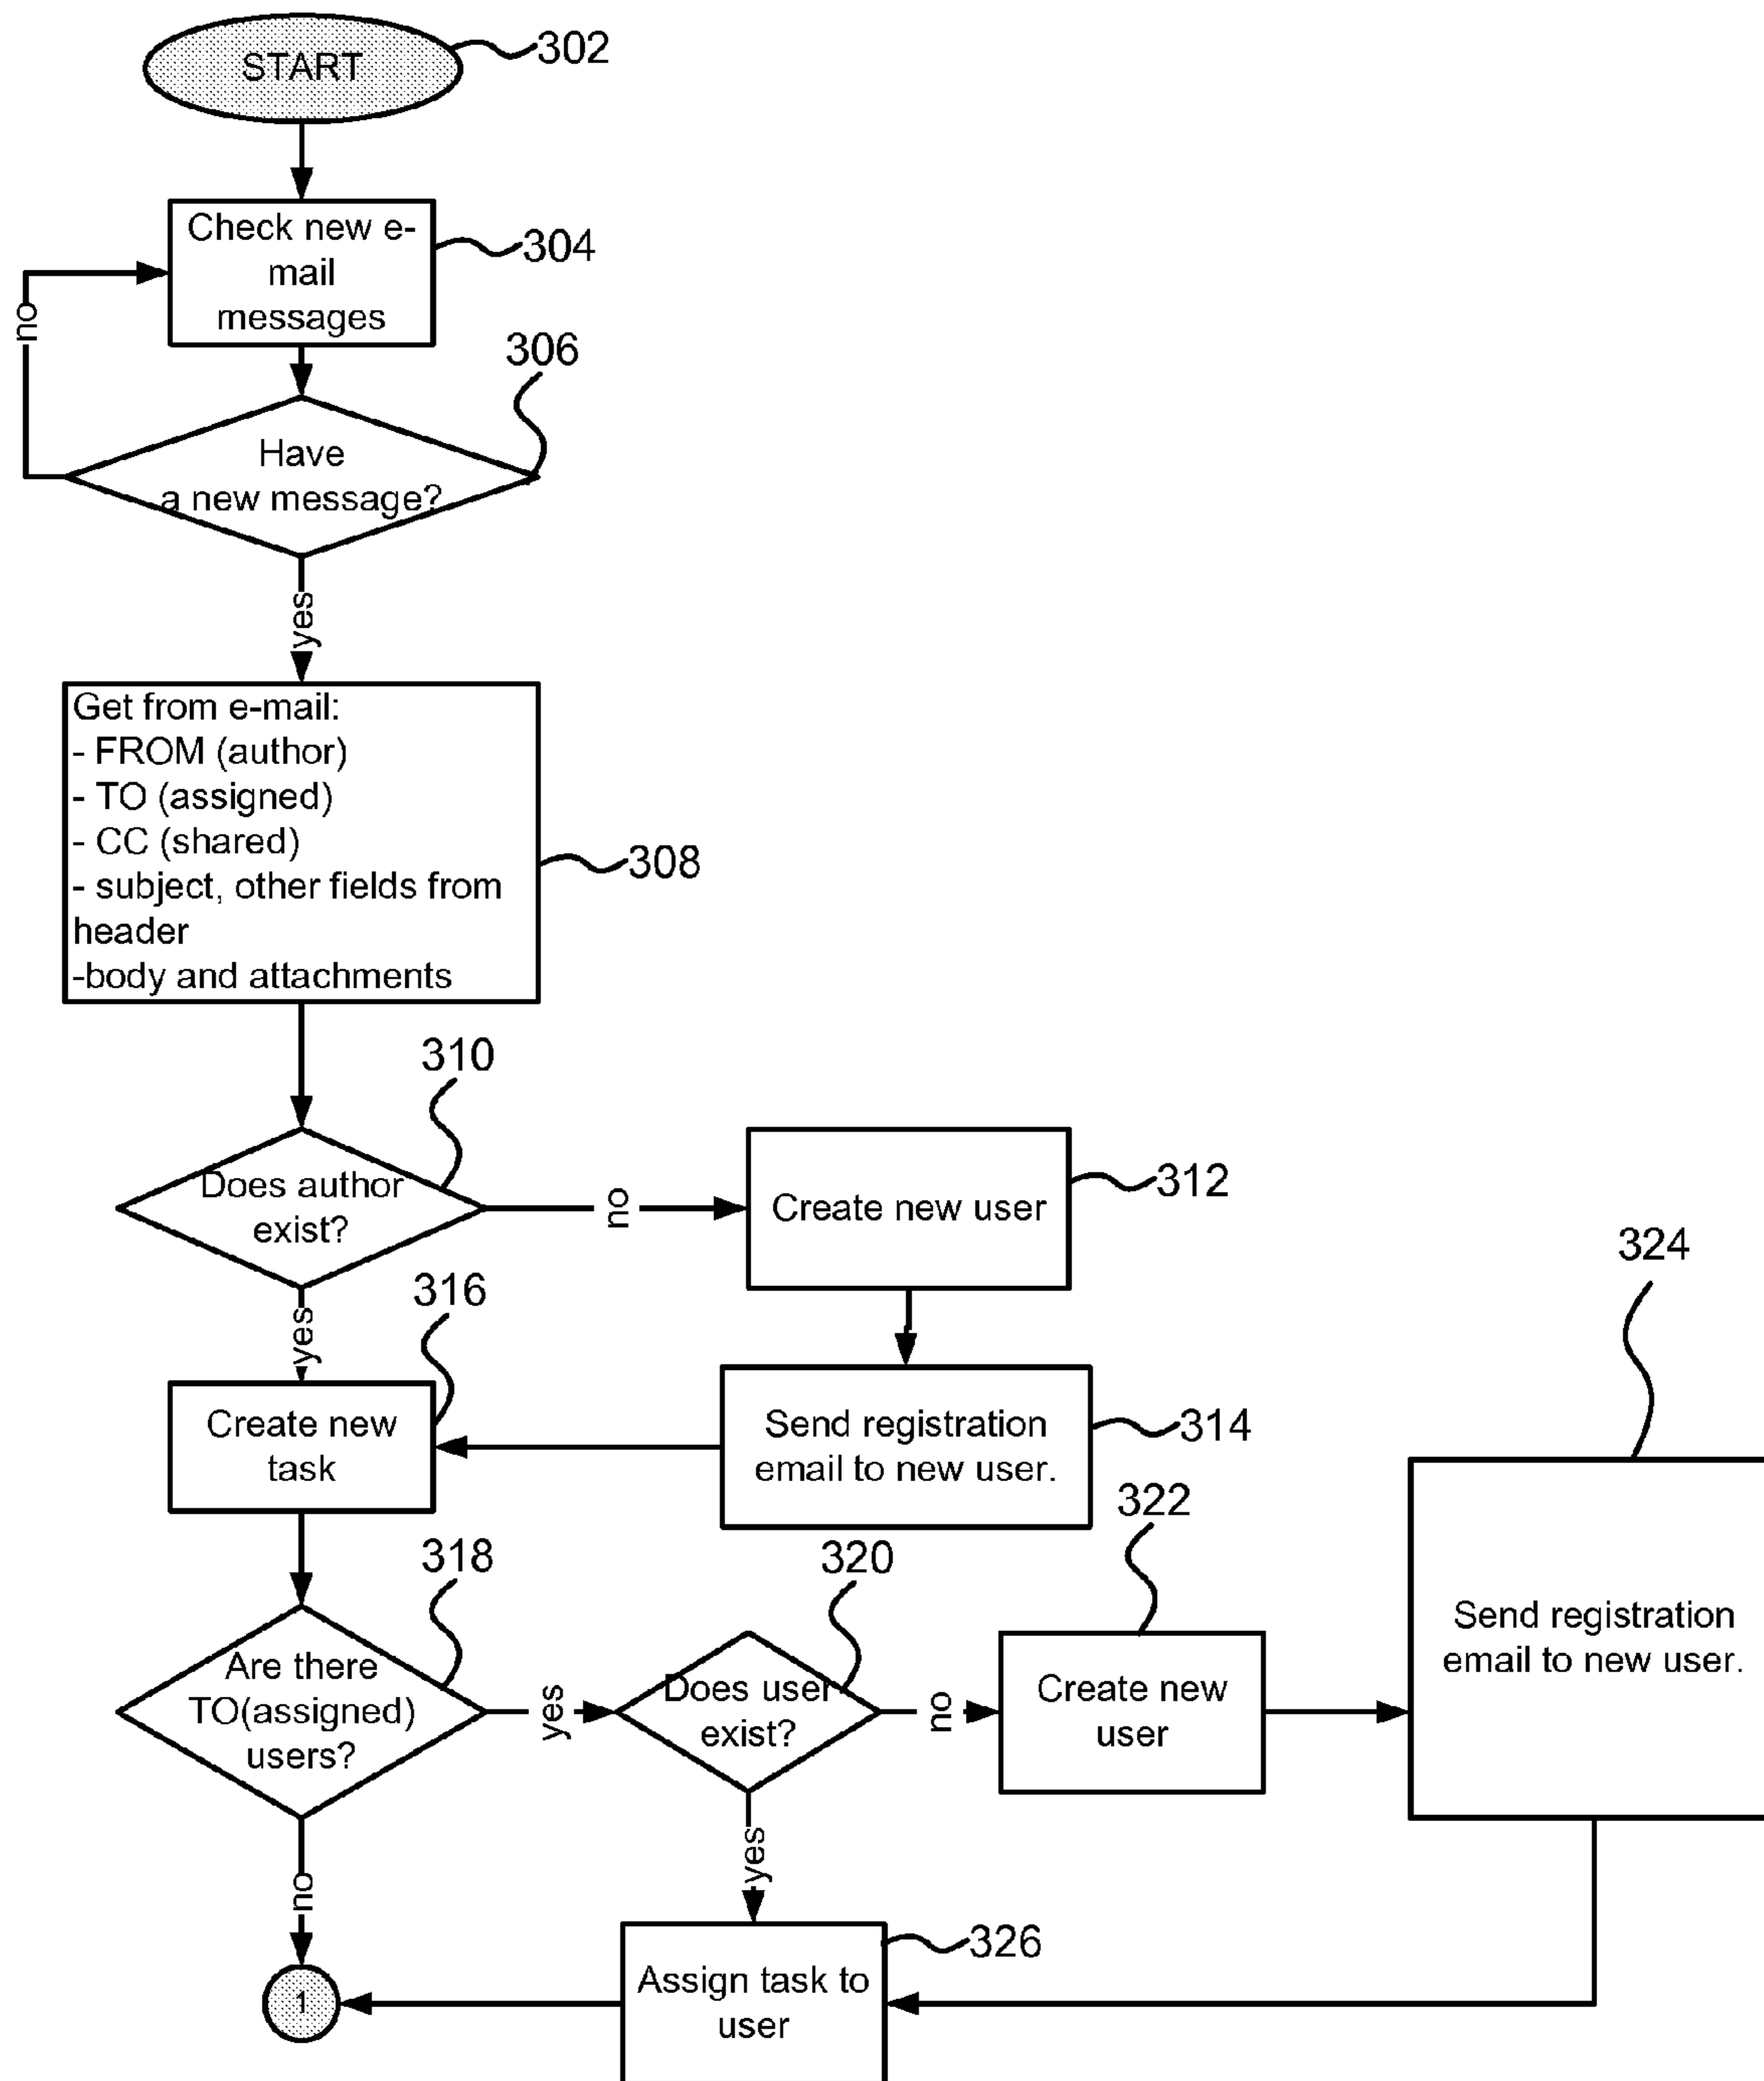 START
302
Check new e-
mail
messages
304
no
306
Have
a new message?
yes
Get from e-mail:
- FROM (author)
- TO (assigned)
- CC (shared)
- subject, other fields from
header
-body and attachments
308
310
Does author
exist?
no
Create new user
312
yes
316
Create new
task
Send registration
email to new user.
314
324
Send registration
email to new user.
318
Are there
TO(assigned)
users?
yes
320
Does user
exist?
no
322
Create new
user
no
yes
326
Assign task to
user
1